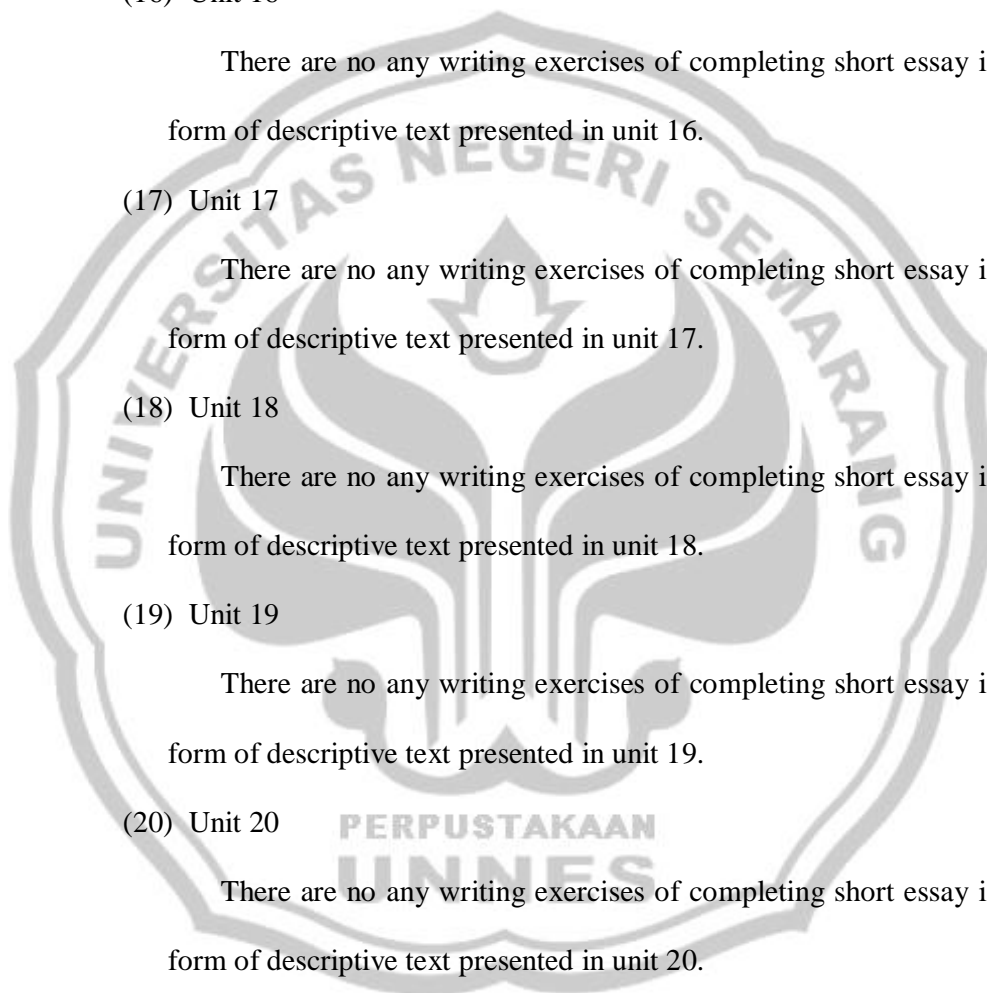 There are no any writing exercises of completing short essay i
form of descriptive text presented in unit 16.
(17) Unit 17
There are no any writing exercises of completing short essay i
form of descriptive text presented in unit 17.
(18) Unit 18
There are no any writing exercises of completing short essay i
form of descriptive text presented in unit 18.
(19) Unit 19
There are no any writing exercises of completing short essay i
form of descriptive text presented in unit 19.
(20) Unit 20
There are no any writing exercises of completing short essay i
form of descriptive text presented in unit 20.
UNIVERSITAS NEGERI SEMARANG
PERPUSTAKAAN
UNNES